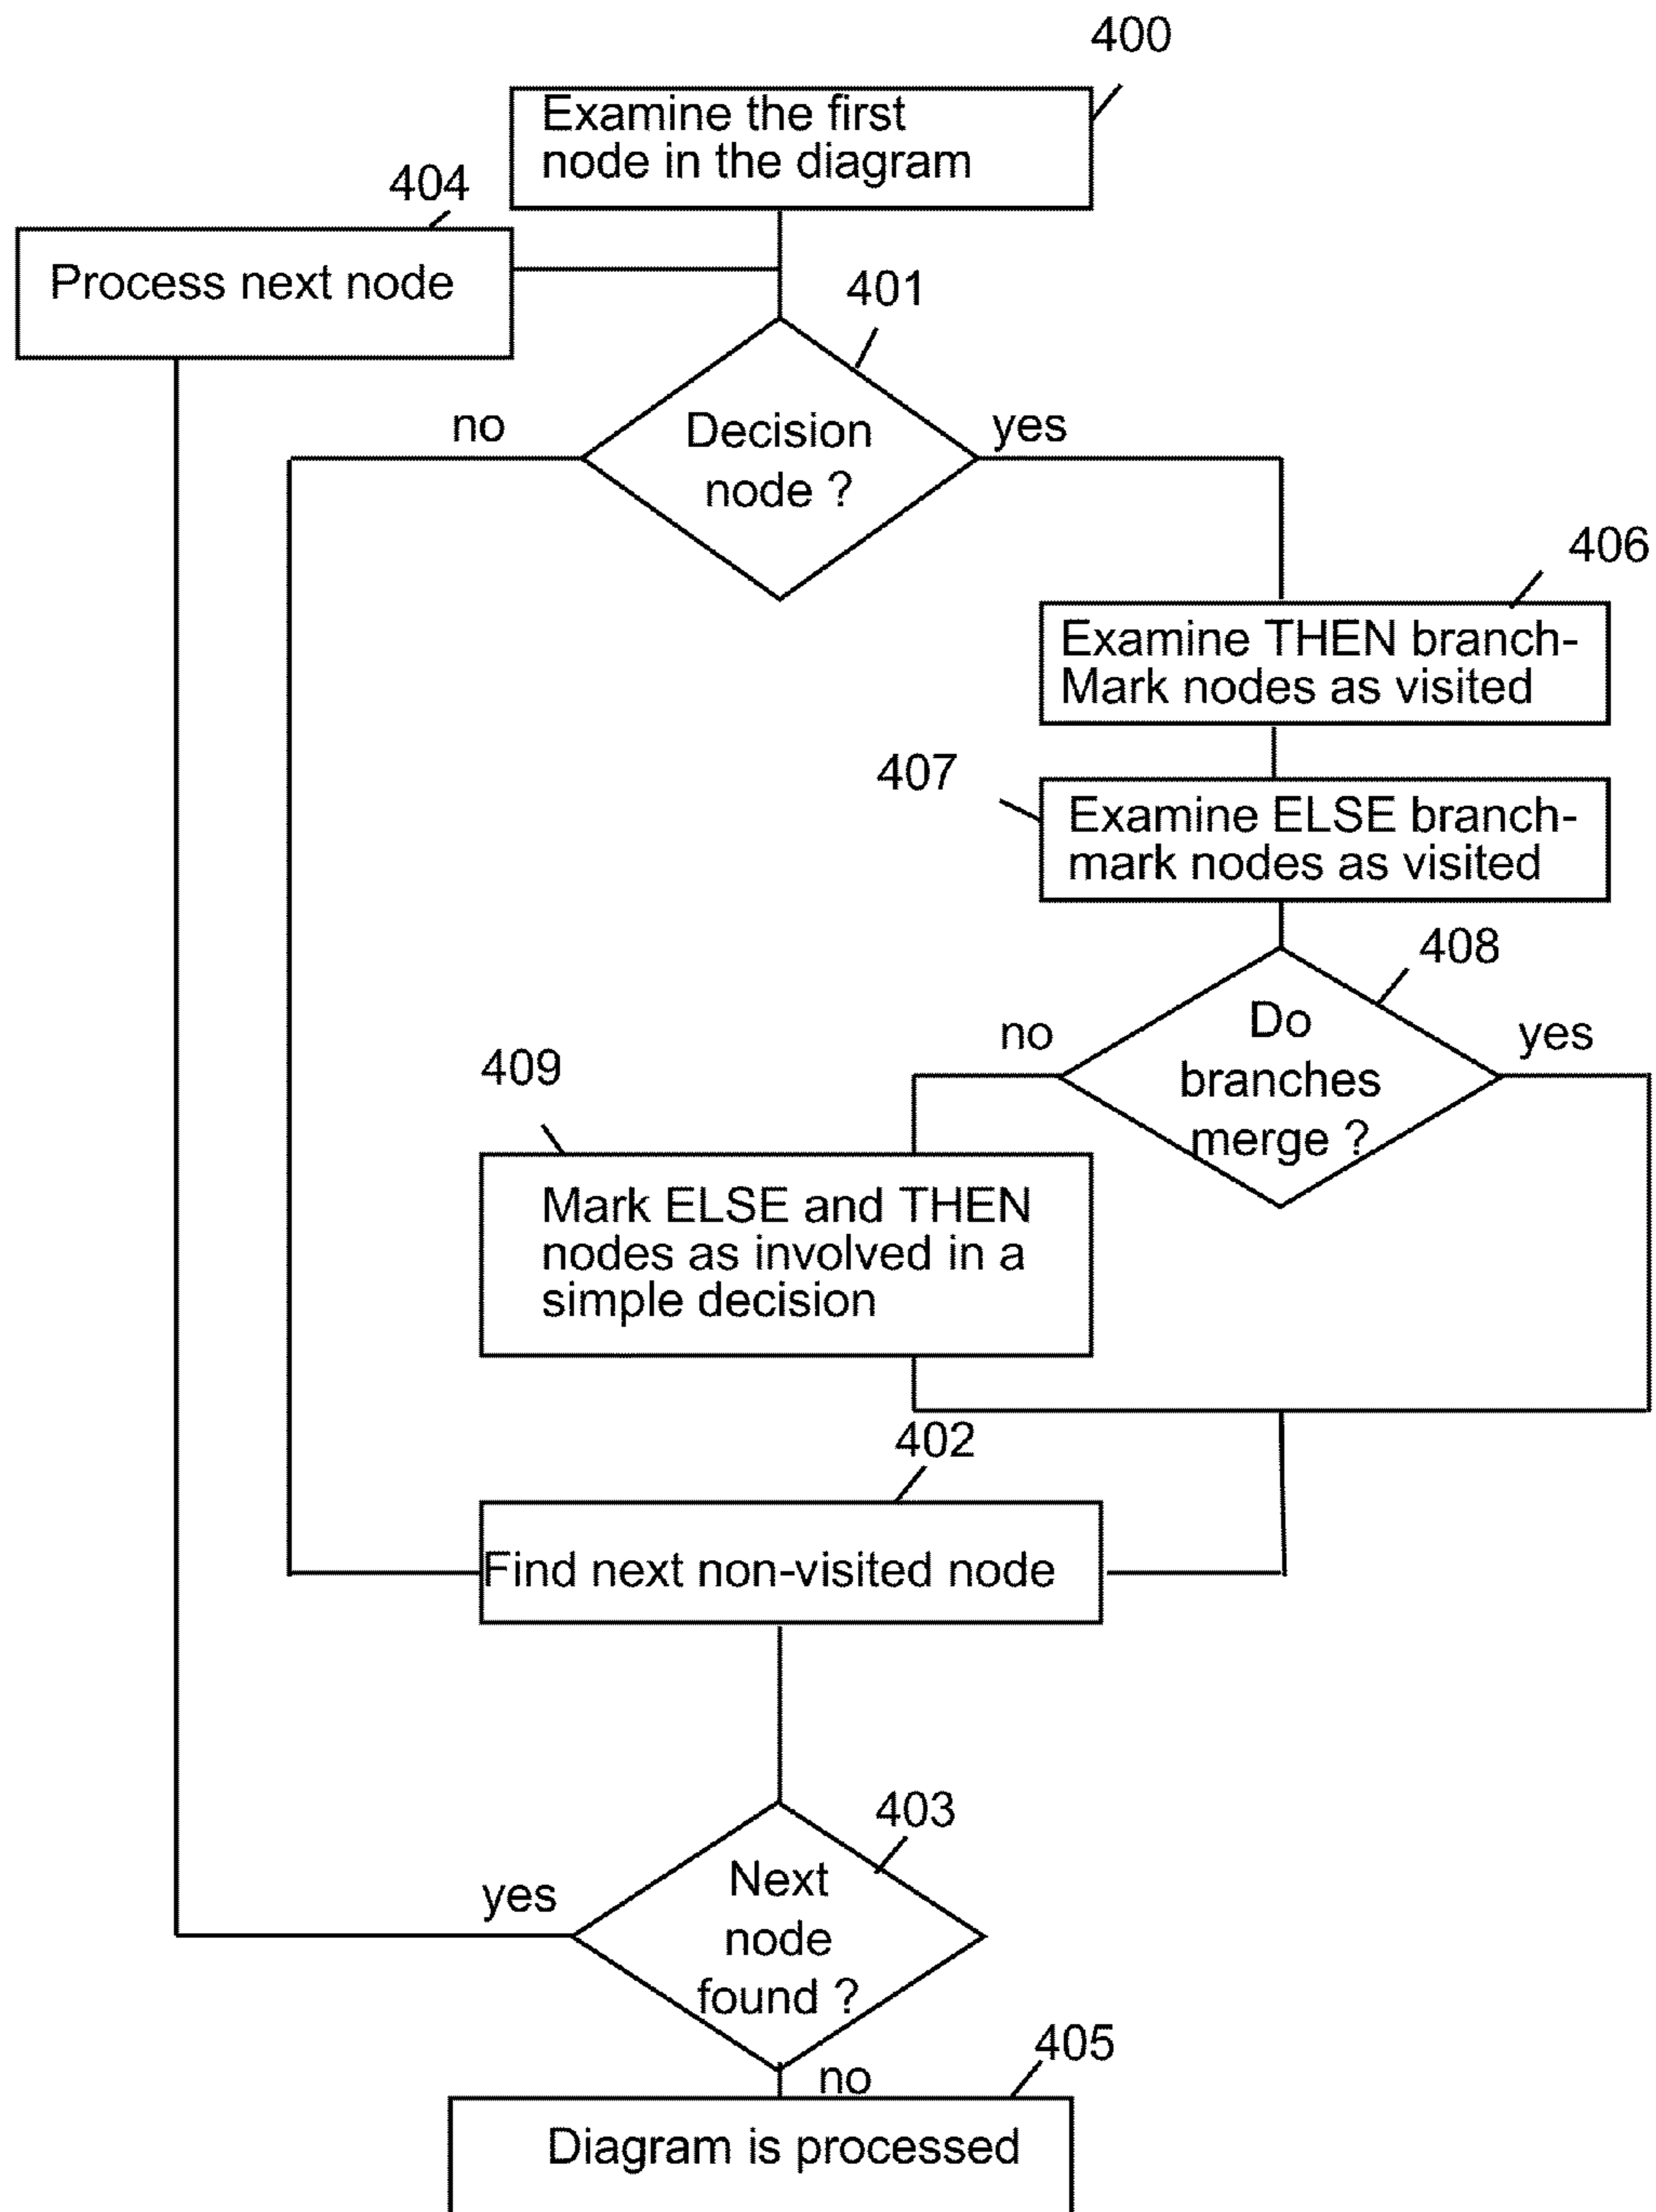 400
Examine the first
node in the diagram
404
Process next node
401
no
Decision
node ?
yes
406
Examine THEN branch-
Mark nodes as visited
407
Examine ELSE branch-
mark nodes as visited
408
no
Do
branches
merge ?
yes
409
Mark ELSE and THEN
nodes as involved in a
simple decision
402
Find next non-visited node
403
yes
Next
node
found ?
405
no
Diagram is processed